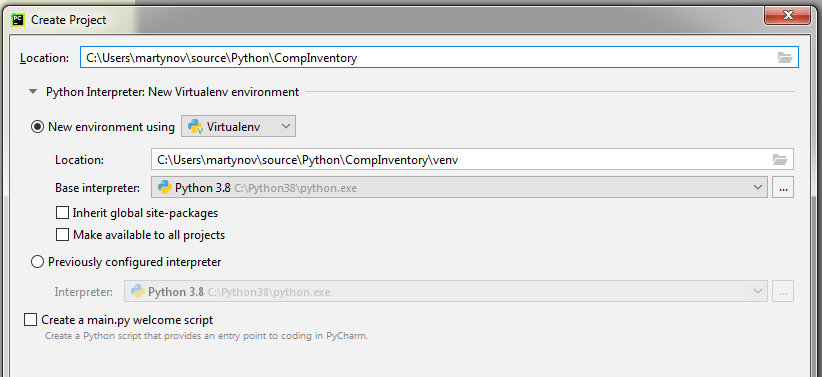 PC Create Project
Location: C:\Users\martynov\source\Python\CompInventory
Python Interpreter: New Virtualenv environment
New environment using Virtualenv
Location: C:\Users\martynov\source\Python\CompInventory\venv
Base interpreter: Python 3.8 C:\Python38\python.exe ...
Inherit global site-packages
Make available to all projects
Previously configured interpreter
Interpreter: Python 3.8 C:\Python38\python.exe ...
Create a main.py welcome script
Create a Python script that provides an entry point to coding in PyCharm.